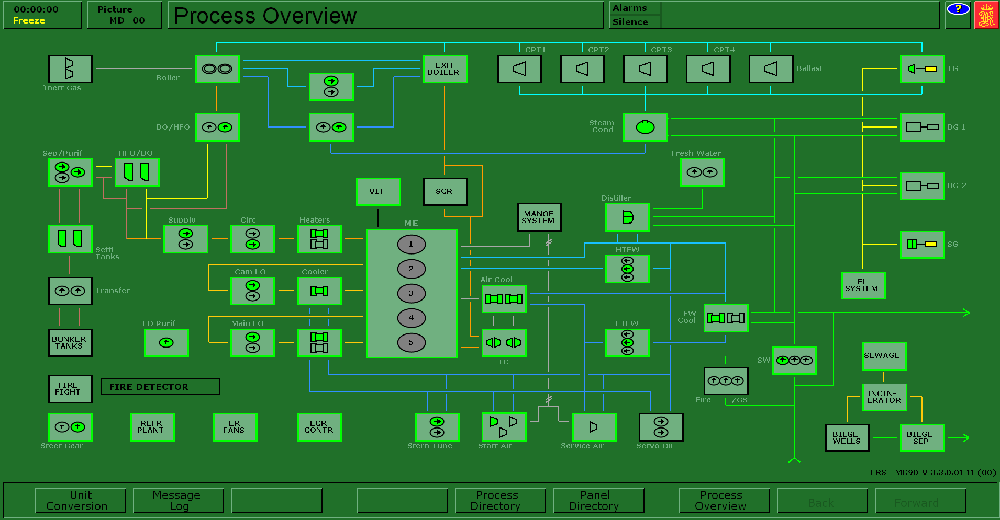 00:00:00
Freeze
Picture
MD 00
Process Overview
Alarms
Silence
?
CPT1
CPT2
CPT3
CPT4
Inert Gas
Boiler
EXH
BOILER
Ballast
TG
DO/HFO
Steam
Cond
DG 1
Sep/Purif
HFO/DO
Fresh Water
VIT
SCR
DG 2
Distiller
MANOE
SYSTEM
Supply
Circ
Heaters
ME
1
2
3
4
5
Settl
Tanks
HTFW
SG
Cam LO
Cooler
Air Cool
EL
SYSTEM
Transfer
FW
Cool
LO Purif
Main LO
LTFW
BUNKER
TANKS
TC
SW
SEWAGE
FIRE
FIGHT
FIRE DETECTOR
Fire /GS
INCIN-
ERATOR
REFR
PLANT
ER
FANS
ECR
CONTR
BILGE
WELLS
BILGE
SEP
Steer Gear
Stern Tube
Start Air
Service Air
Servo Oil
ERS - MC90-V 3.3.0.0141 (00)
Unit
Conversion
Message
Log
Process
Directory
Panel
Directory
Process
Overview
Back
Forward